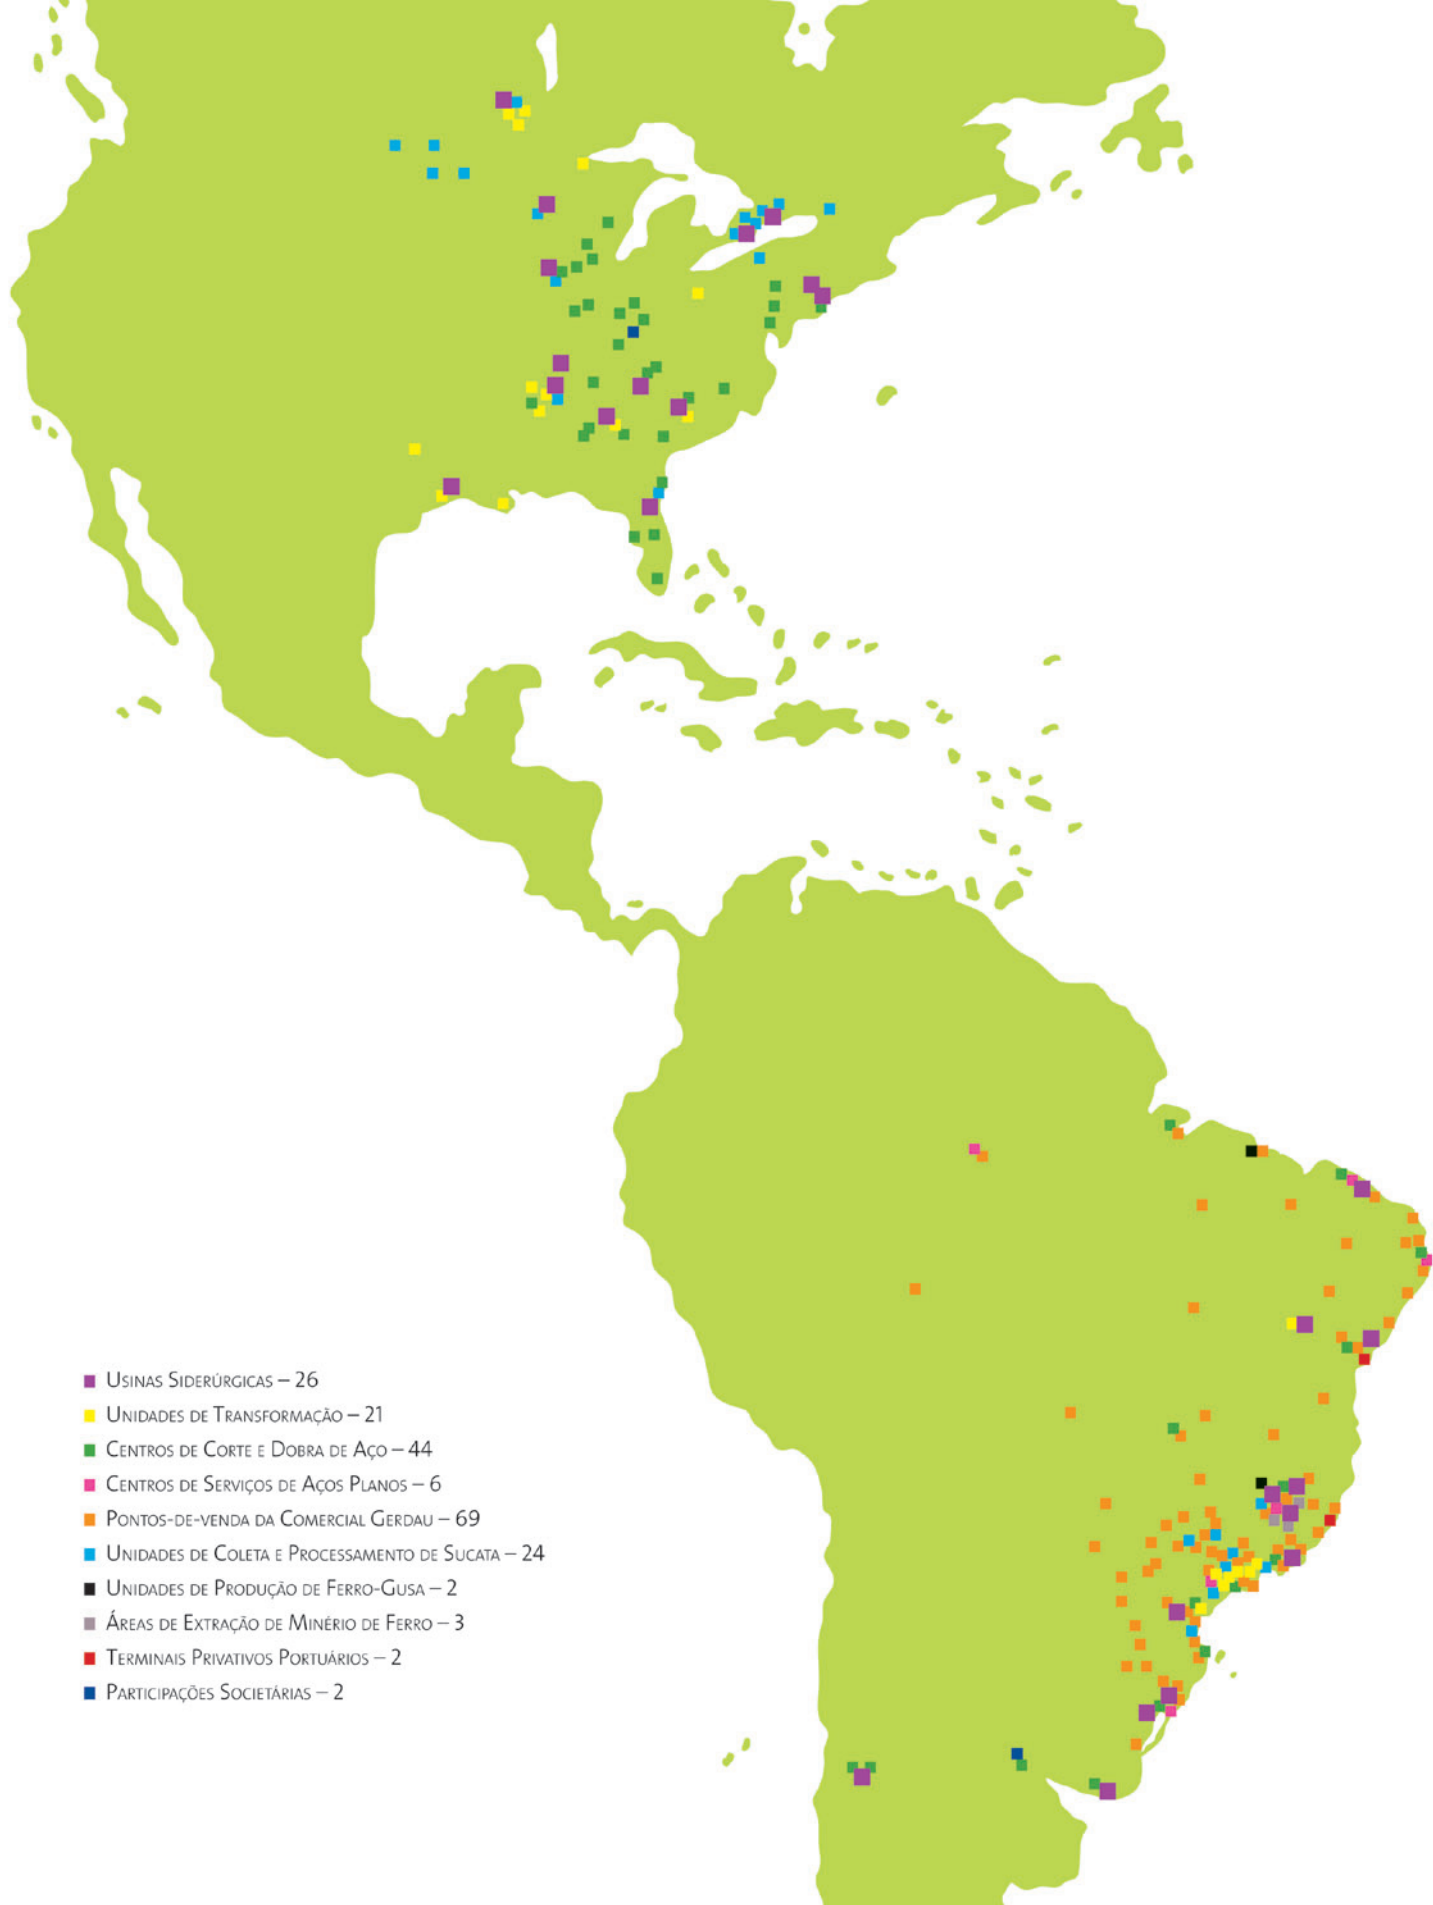 Usinas Siderúrgicas – 26
Unidades de Transformação – 21
Centros de Corte e Dobra de Aço – 44
Centros de Serviços de Aços Planos – 6
Pontos-de-venda da Comercial Gerdau – 69
Unidades de Coleta e Processamento de Sucata – 24
Unidades de Produção de Ferro-Gusa – 2
Áreas de Extração de Minério de Ferro – 3
Terminais Privativos Portuários – 2
Participações Societárias – 2